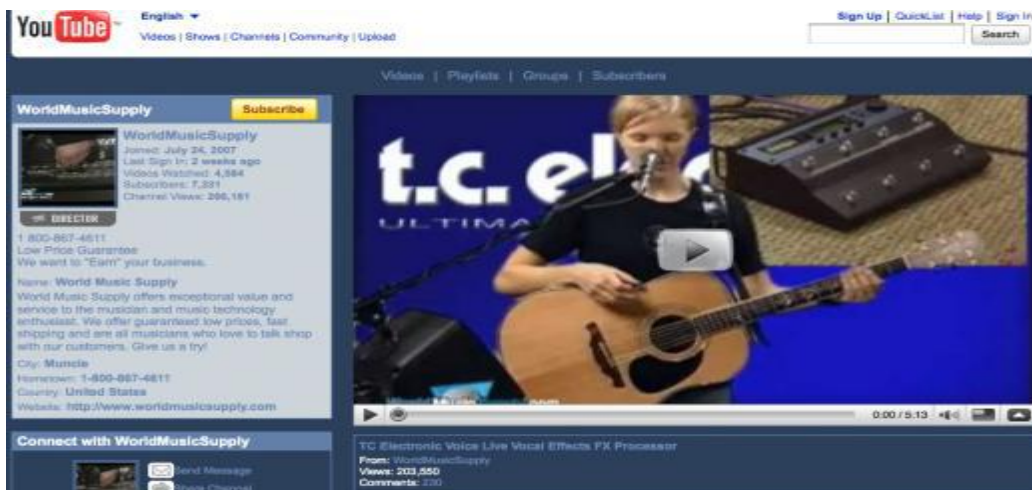 You Tube
English
Videos | Shows | Channels | Community | Upload
Sign Up | QuickList | Help | Sign In
Search
Videos | Playlists | Groups | Subscribers
WorldMusicSupply
Subscribe
WorldMusicSupply
Joined: July 24, 2007
Last Sign In: 2 weeks ago
Videos Watched: 4,584
Subscribers: 7,331
Channel Views:
DIRECTOR
1 800-867-4611
Low Price Guarantee
We want to "Earn" your business.
Name: World Music Supply
World Music Supply offers exceptional value and
service to the musician and music technology
enthusiast. We offer guaranteed low prices, fast
shipping and are all musicians who love to talk shop
with our customers. Give us a try!
City: Muncie
Hometown: 1-800-867-4611
Country: United States
Website: http://www.worldmusicsupply.com
Connect with WorldMusicSupply
Send Message
Share Channel
t.c. ele
ULTIMA
0:00 / 5:13
TC Electronic Voice Live Vocal Effects FX Processor
From: WorldMusicSupply
Views: 203,550
Comments: 230